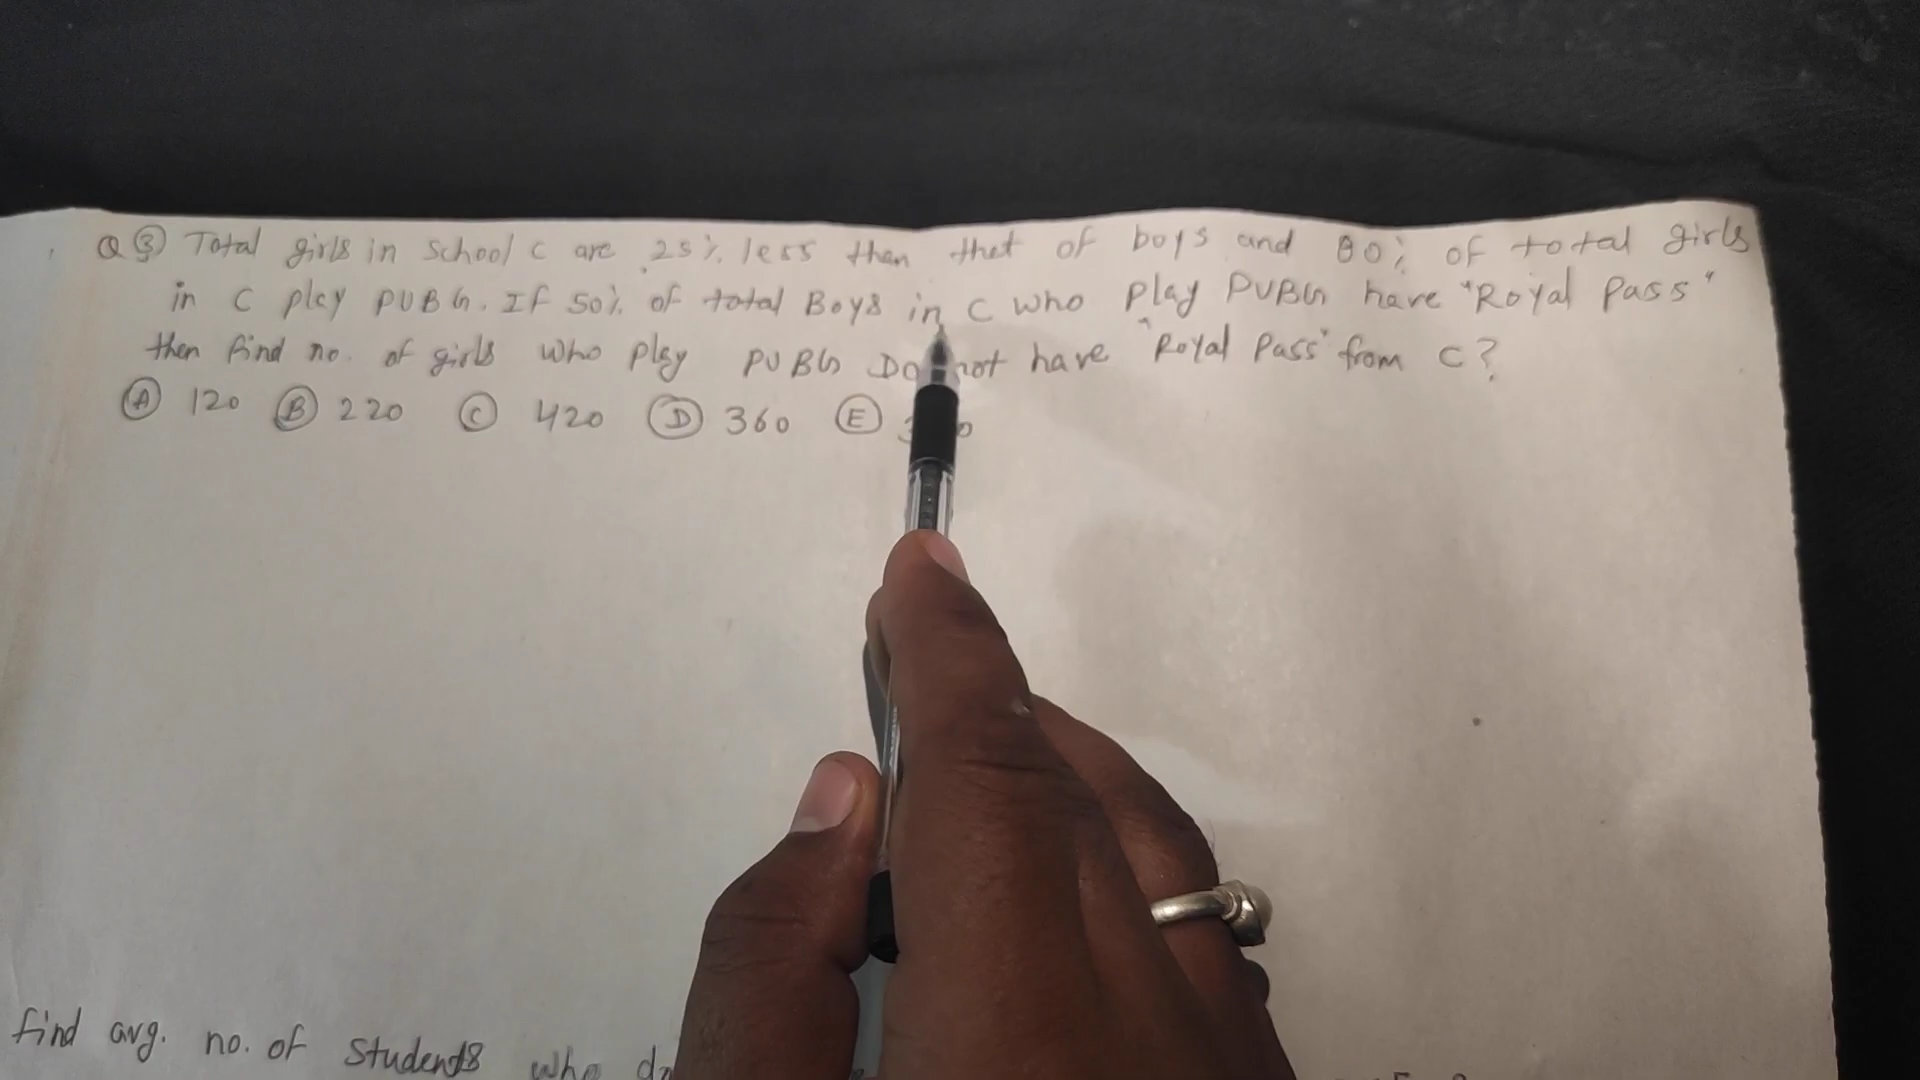 Q ③ Total girls in School C are 25% less than that of boys and 80% of total girls
in C play PUBG. If 50% of total Boys in C who Play PUBG have "Royal Pass"
then find no. of girls who play PUBG Do not have "Royal Pass" from C?
Ⓐ 120 Ⓑ 220 Ⓒ 420 Ⓓ 360 Ⓔ
find avg. no. of Students who